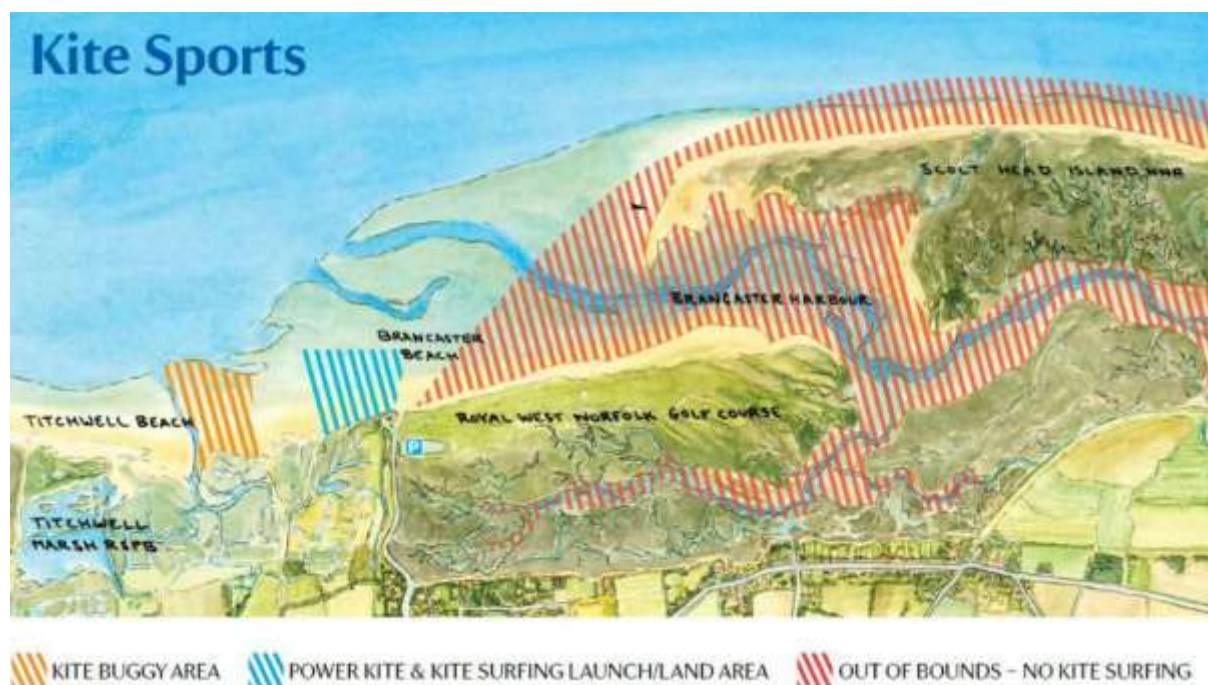 Kite Sports
SCOLT HEAD ISLAND NNR
BRANCASTER HARBOUR
BRANCASTER
BEACH
TITCHWELL BEACH
ROYAL WEST NORFOLK GOLF COURSE
P
TITCHWELL
MARSH RSPB
KITE BUGGY AREA
POWER KITE & KITE SURFING LAUNCH/LAND AREA
OUT OF BOUNDS – NO KITE SURFING